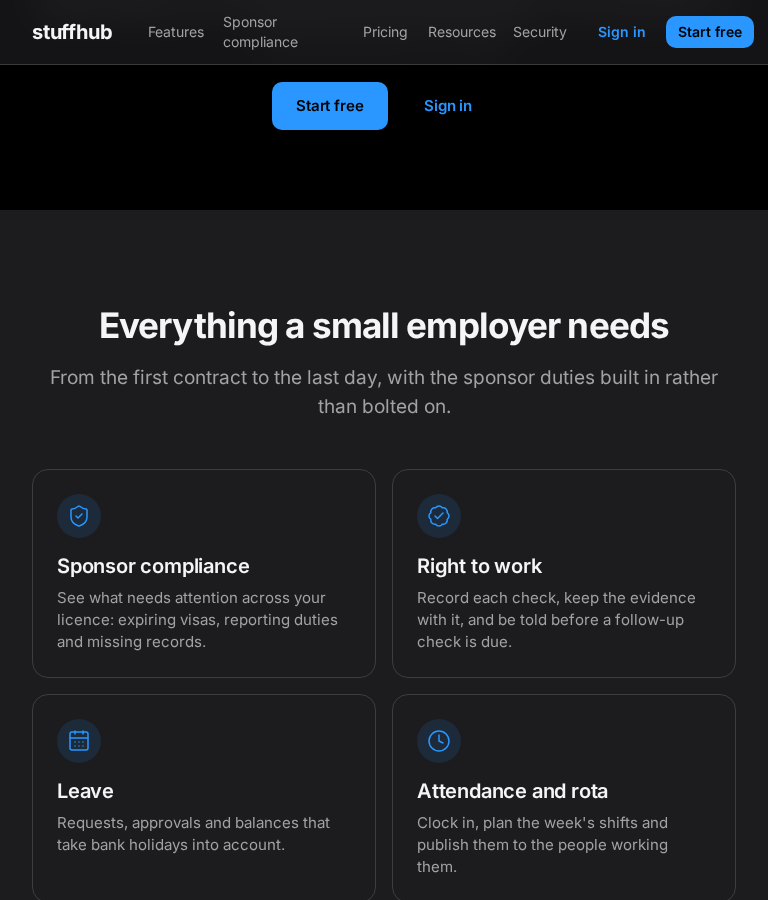 stuffhub
Features
Sponsor
compliance
Pricing
Resources
Security
Sign in
Start free
Start free
Sign in
Everything a small employer needs
From the first contract to the last day, with the sponsor duties built in rather
than bolted on.
Sponsor compliance
See what needs attention across your
licence: expiring visas, reporting duties
and missing records.
Right to work
Record each check, keep the evidence
with it, and be told before a follow-up
check is due.
Leave
Requests, approvals and balances that
take bank holidays into account.
Attendance and rota
Clock in, plan the week's shifts and
publish them to the people working
them.